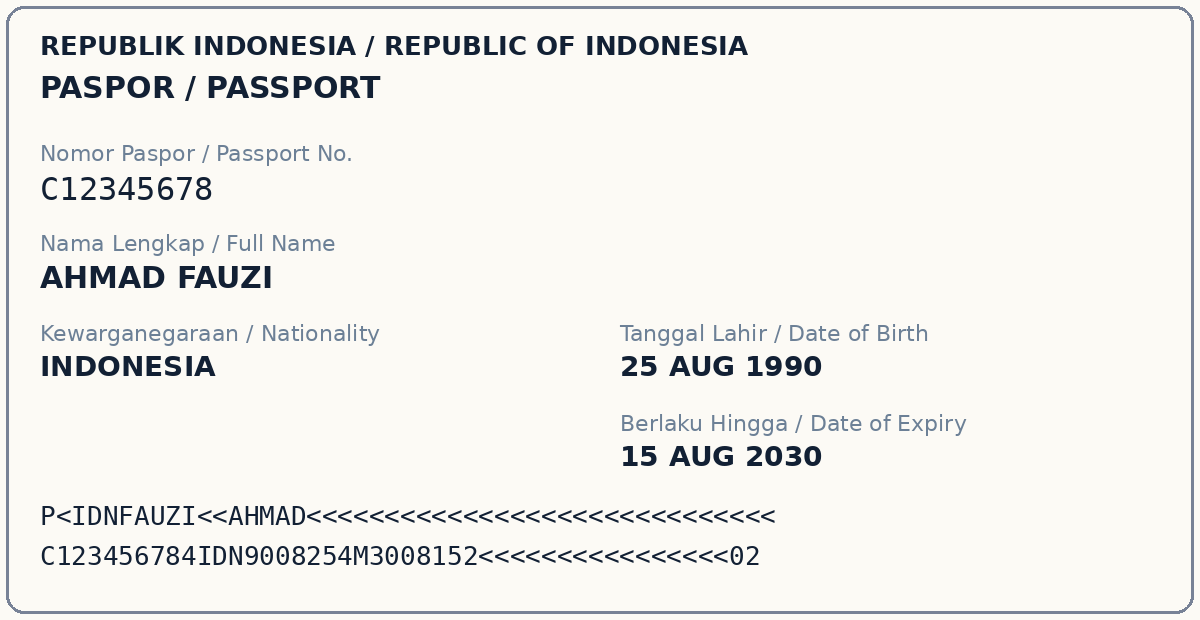 REPUBLIK INDONESIA / REPUBLIC OF INDONESIA
PASPOR / PASSPORT
Nomor Paspor / Passport No.
C12345678
Nama Lengkap / Full Name
AHMAD FAUZI
Kewarganegaraan / Nationality
INDONESIA
Tanggal Lahir / Date of Birth
25 AUG 1990
Berlaku Hingga / Date of Expiry
15 AUG 2030
P<IDNFAUZI<<AHMAD<<<<<<<<<<<<<<<<<<<<<<<<<<<<<<
C123456784IDN9008254M3008152<<<<<<<<<<<<<<<<02